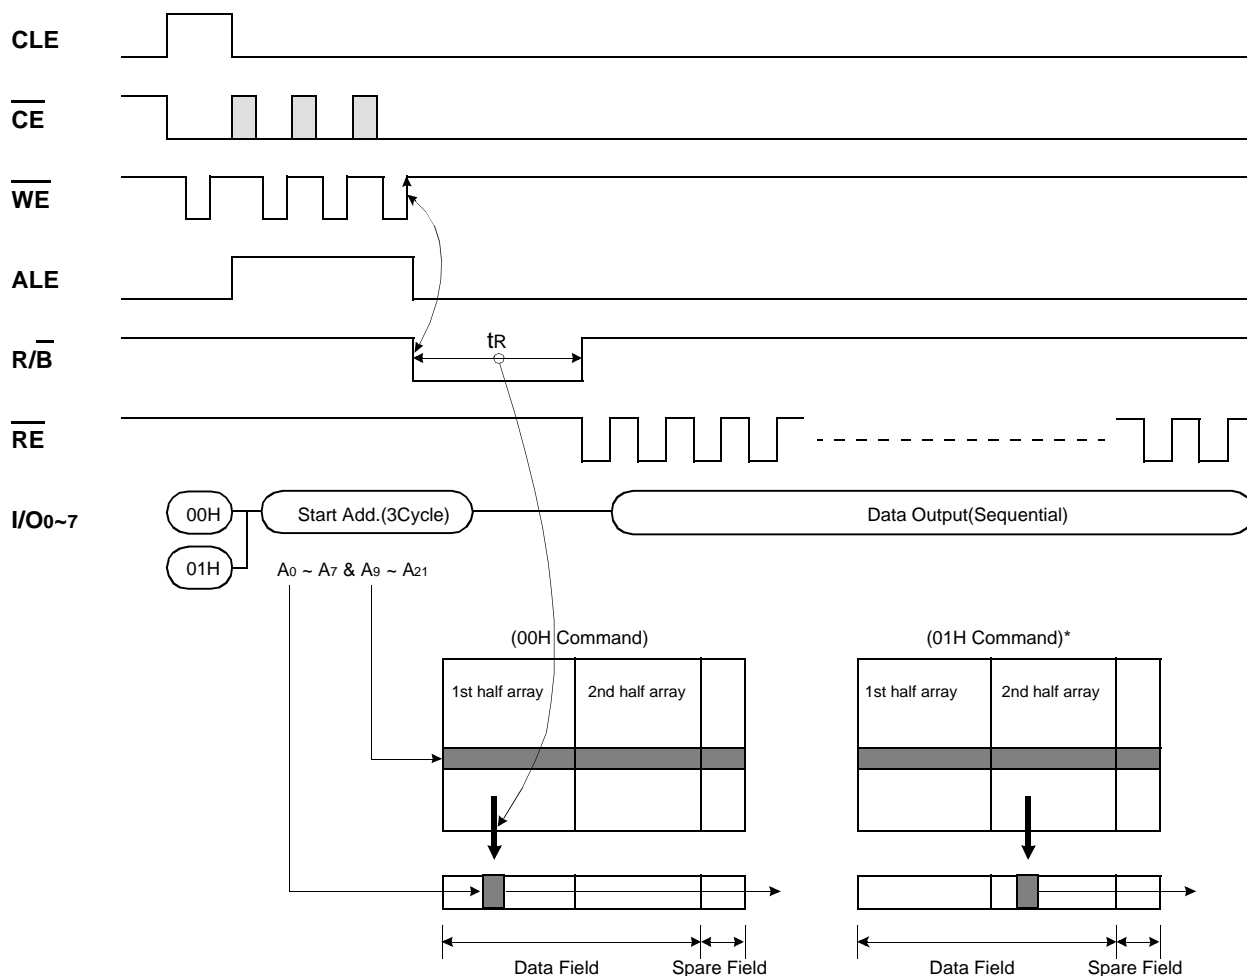 CLE
CE
WE
ALE
R/B
tR
RE
I/O0~7
00H
Start Add.(3Cycle)
Data Output(Sequential)
01H
A0 ~ A7 & A9 ~ A21
(00H Command)
(01H Command)*
1st half array
2nd half array
1st half array
2nd half array
Data Field
Spare Field
Data Field
Spare Field